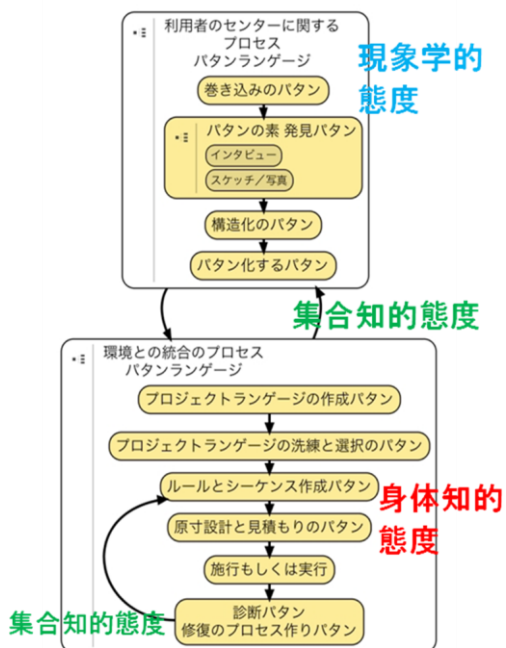 利用者のセンターに関する
プロセス
パタンランゲージ
現象学的
態度
巻き込みのパタン
パタンの素 発見パタン
インタビュー
スケッチ／写真
構造化のパタン
パタン化するパタン
集合知的態度
環境との統合のプロセス
パタンランゲージ
プロジェクトランゲージの作成パタン
プロジェクトランゲージの洗練と選択のパタン
ルールとシーケンス作成パタン
身体知的
態度
原寸設計と見積もりのパタン
施行もしくは実行
集合知的態度
診断パタン
修復のプロセス作りパタン